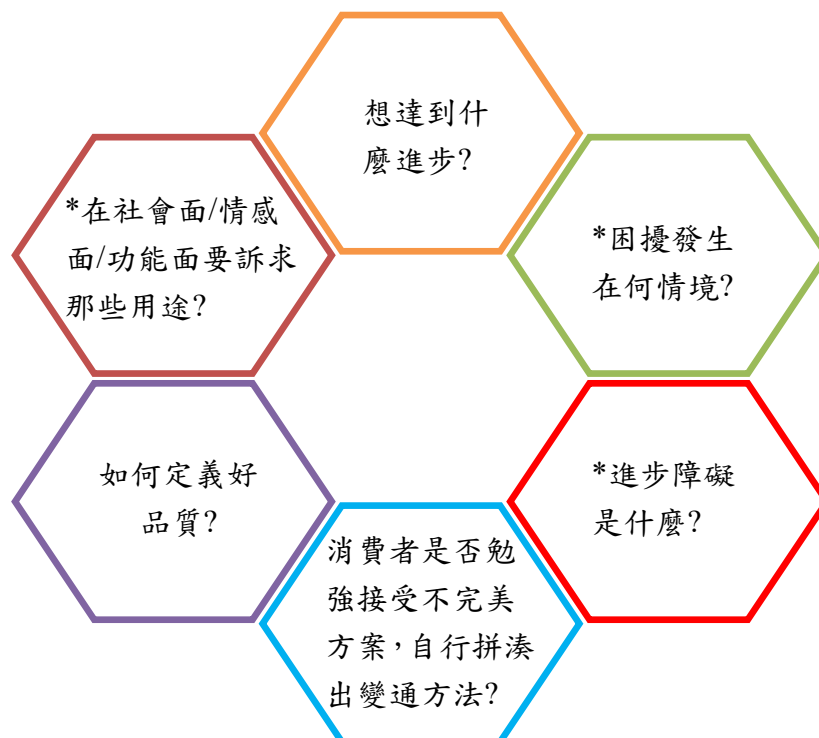 想達到什
麼進步?
*在社會面/情感
面/功能面要訴求
那些用途?
*困擾發生
在何情境?
如何定義好
品質?
*進步障礙
是什麼?
消費者是否勉
強接受不完美
方案，自行拼湊
出變通方法?